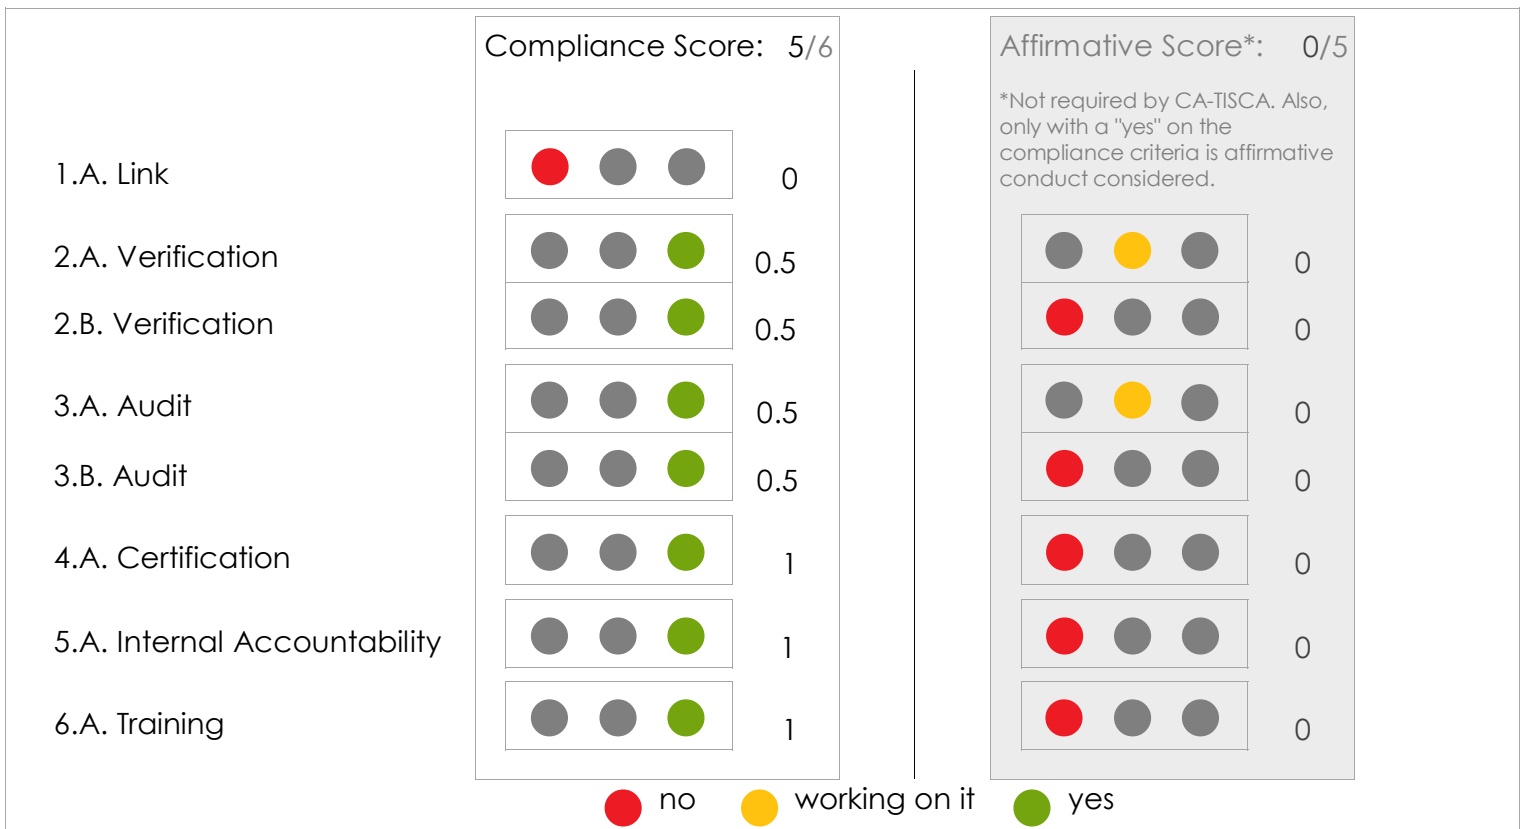 Compliance Score: 5/6
Affirmative Score*: 0/5
*Not required by CA-TISCA. Also,
only with a "yes" on the
compliance criteria is affirmative
conduct considered.
1.A. Link 0
2.A. Verification 0.5 0
2.B. Verification 0.5 0
3.A. Audit 0.5 0
3.B. Audit 0.5 0
4.A. Certification 1 0
5.A. Internal Accountability 1 0
6.A. Training 1 0
no working on it yes